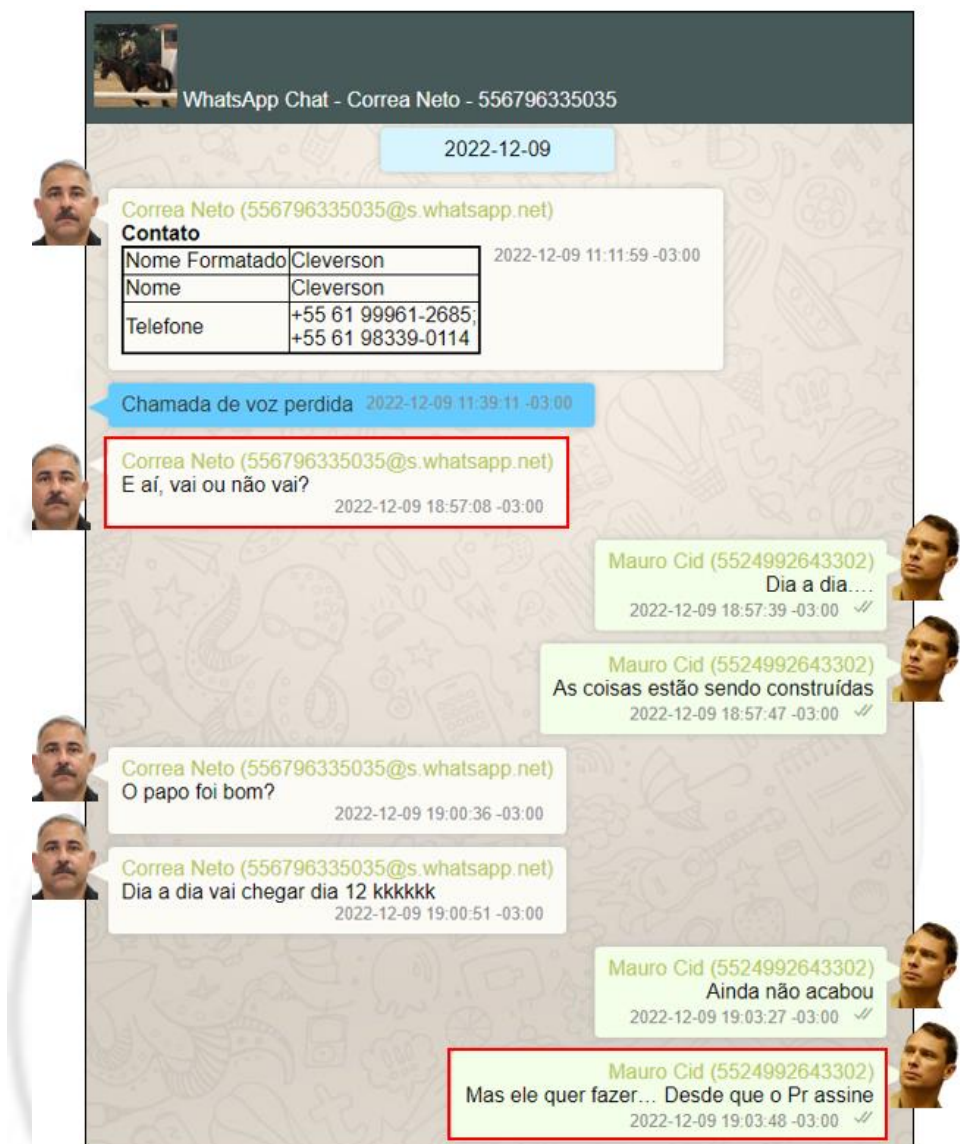 WhatsApp Chat - Correa Neto - 556796335035
2022-12-09
Correa Neto (556796335035@s.whatsapp.net)
Contato
Nome Formatado Cleverson
2022-12-09 11:11:59 -03:00
Nome Cleverson
Telefone +55 61 99961-2685;
+55 61 98339-0114
Chamada de voz perdida 2022-12-09 11:39:11 -03:00
Correa Neto (556796335035@s.whatsapp.net)
E aí, vai ou não vai?
2022-12-09 18:57:08 -03:00
Mauro Cid (5524992643302)
Dia a dia....
2022-12-09 18:57:39 -03:00
Mauro Cid (5524992643302)
As coisas estão sendo construídas
2022-12-09 18:57:47 -03:00
Correa Neto (556796335035@s.whatsapp.net)
O papo foi bom?
2022-12-09 19:00:36 -03:00
Correa Neto (556796335035@s.whatsapp.net)
Dia a dia vai chegar dia 12 kkkkkk
2022-12-09 19:00:51 -03:00
Mauro Cid (5524992643302)
Ainda não acabou
2022-12-09 19:03:27 -03:00
Mauro Cid (5524992643302)
Mas ele quer fazer... Desde que o Pr assine
2022-12-09 19:03:48 -03:00